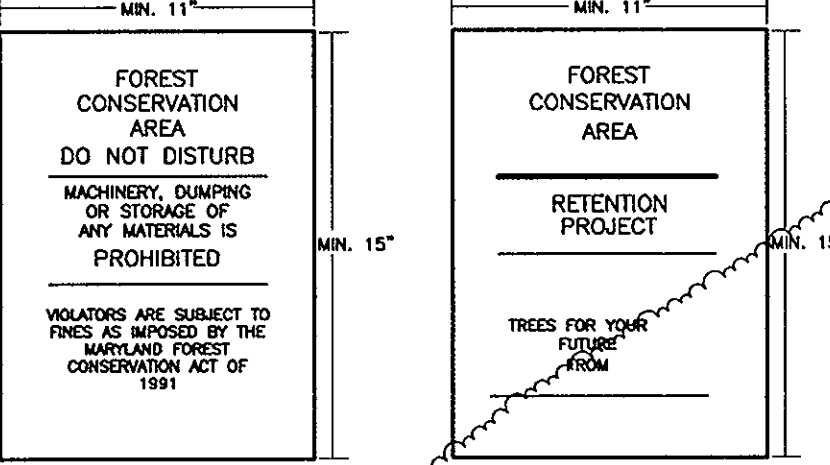 MIN. 11"
FOREST
CONSERVATION
AREA
DO NOT DISTURB
MACHINERY, DUMPING
OR STORAGE OF
ANY MATERIALS IS
PROHIBITED
VIOLATORS ARE SUBJECT TO
FINES AS IMPOSED BY THE
MARYLAND FOREST
CONSERVATION ACT OF
1991
MIN. 15"
MIN. 11"
FOREST
CONSERVATION
AREA
RETENTION
PROJECT
TREES FOR YOUR
FUTURE
FROM
MIN. 15